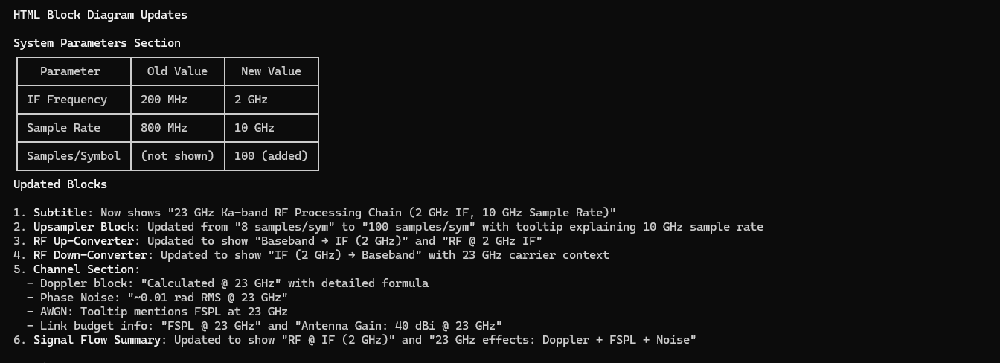 HTML Block Diagram Updates
System Parameters Section
Parameter Old Value New Value
IF Frequency 200 MHz 2 GHz
Sample Rate 800 MHz 10 GHz
Samples/Symbol (not shown) 100 (added)
Updated Blocks
1. Subtitle: Now shows "23 GHz Ka-band RF Processing Chain (2 GHz IF, 10 GHz Sample Rate)"
2. Upsampler Block: Updated from "8 samples/sym" to "100 samples/sym" with tooltip explaining 10 GHz sample rate
3. RF Up-Converter: Updated to show "Baseband → IF (2 GHz)" and "RF @ 2 GHz IF"
4. RF Down-Converter: Updated to show "IF (2 GHz) → Baseband" with 23 GHz carrier context
5. Channel Section:
- Doppler block: "Calculated @ 23 GHz" with detailed formula
- Phase Noise: "~0.01 rad RMS @ 23 GHz"
- AWGN: Tooltip mentions FSPL at 23 GHz
- Link budget info: "FSPL @ 23 GHz" and "Antenna Gain: 40 dBi @ 23 GHz"
6. Signal Flow Summary: Updated to show "RF @ IF (2 GHz)" and "23 GHz effects: Doppler + FSPL + Noise"